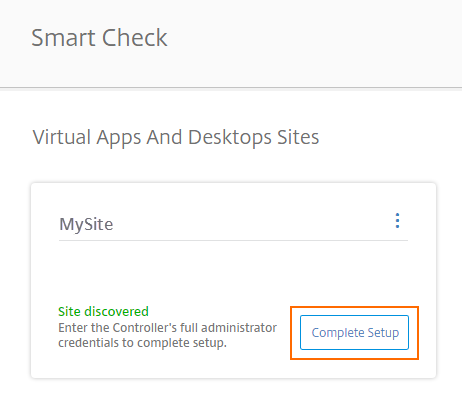 Smart Check
Virtual Apps And Desktops Sites
MySite
Site discovered
Enter the Controller's full administrator
credentials to complete setup.
Complete Setup